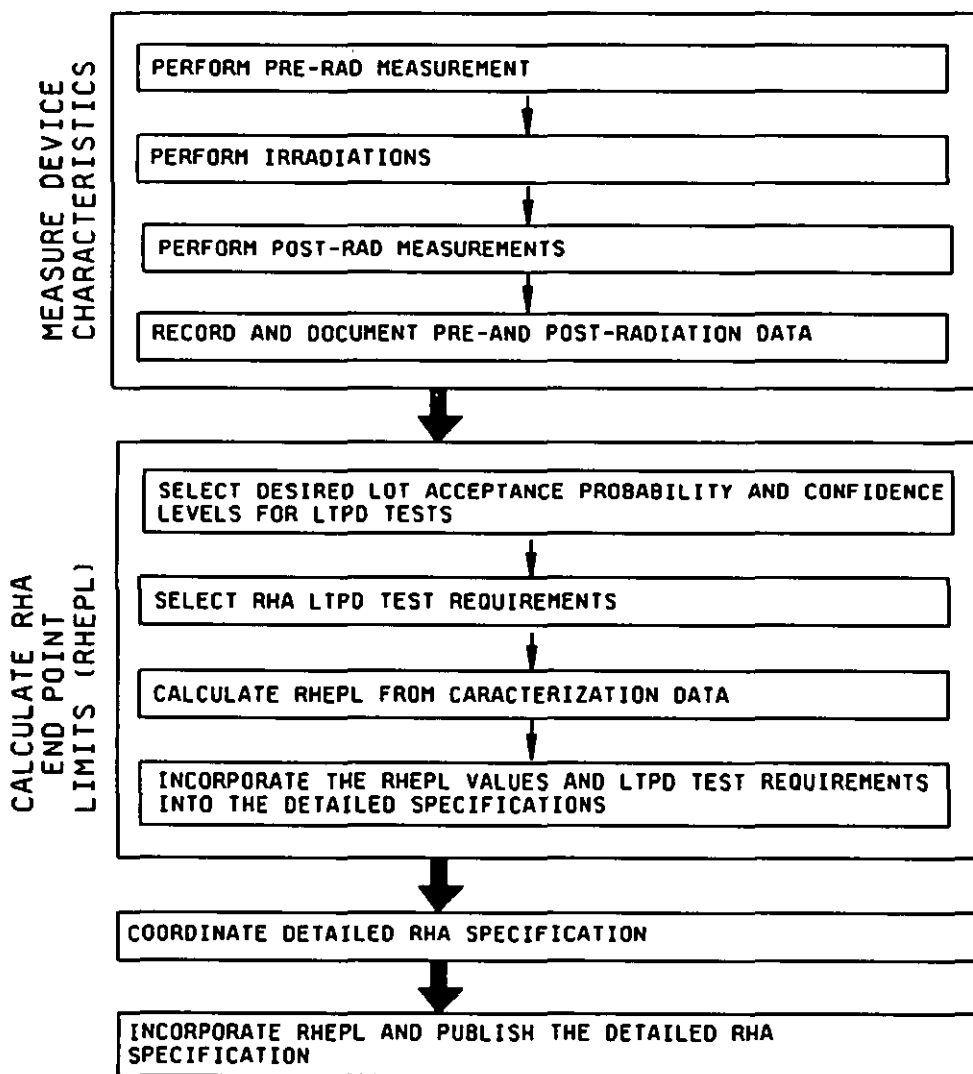 MEASURE DEVICE
CHARACTERISTICS
PERFORM PRE-RAD MEASUREMENT
PERFORM IRRADIATIONS
PERFORM POST-RAD MEASUREMENTS
RECORD AND DOCUMENT PRE-AND POST-RADIATION DATA
CALCULATE RHA
END POINT
LIMITS (RHEPL)
SELECT DESIRED LOT ACCEPTANCE PROBABILITY AND CONFIDENCE
LEVELS FOR LTPD TESTS
SELECT RHA LTPD TEST REQUIREMENTS
CALCULATE RHEPL FROM CARACTERIZATION DATA
INCORPORATE THE RHEPL VALUES AND LTPD TEST REQUIREMENTS
INTO THE DETAILED SPECIFICATIONS
COORDINATE DETAILED RHA SPECIFICATION
INCORPORATE RHEPL AND PUBLISH THE DETAILED RHA
SPECIFICATION